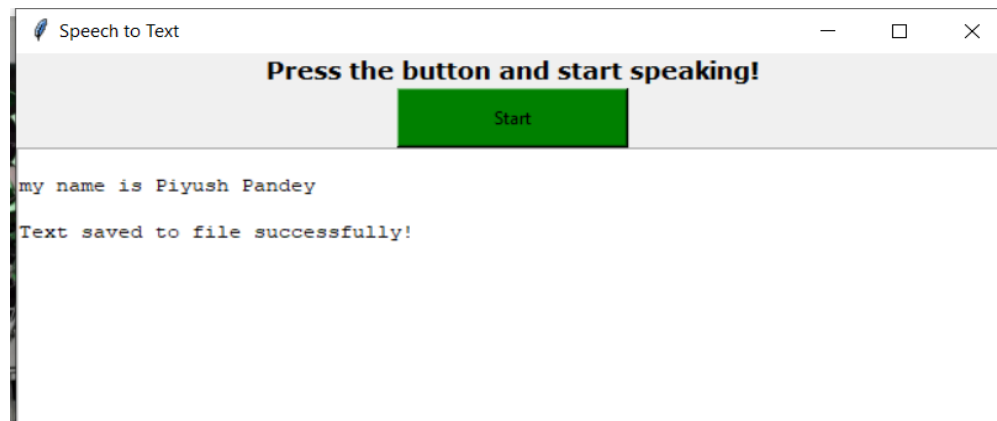 Speech to Text
Press the button and start speaking!
Start
my name is Piyush Pandey
Text saved to file successfully!